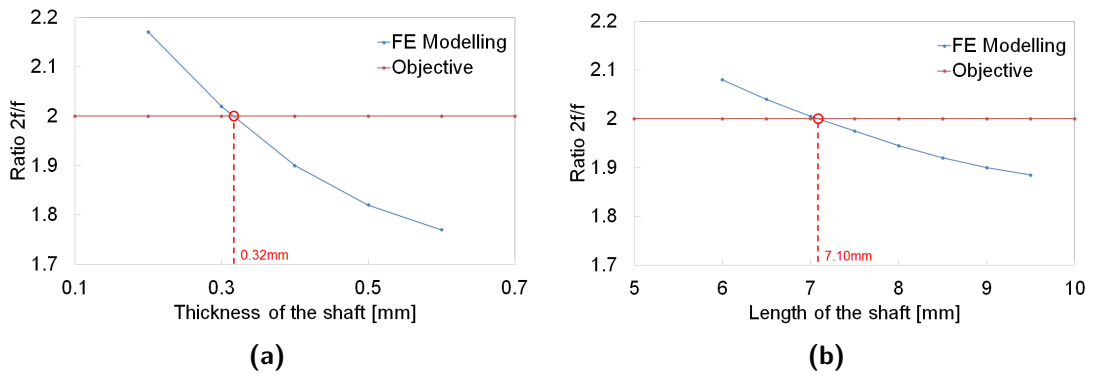 2.2
2.1
2
1.9
1.8
1.7
Ratio 2f/f
FE Modelling
Objective
0.32mm
0.1
0.3
0.5
0.7
Thickness of the shaft [mm]
(a)
2.2
2.1
2
1.9
1.8
1.7
Ratio 2f/f
FE Modelling
Objective
7.10mm
5
6
7
8
9
10
Length of the shaft [mm]
(b)